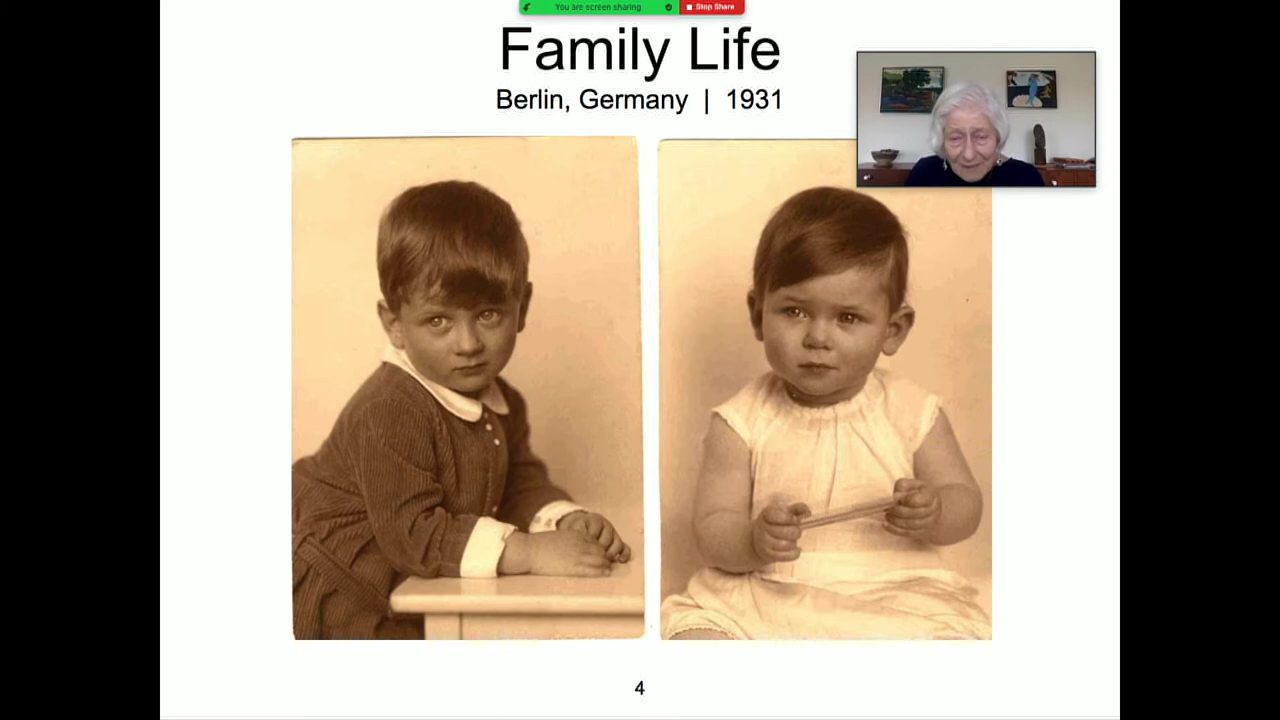 You are screen sharing
Stop Share
Family Life
Berlin, Germany | 1931
4